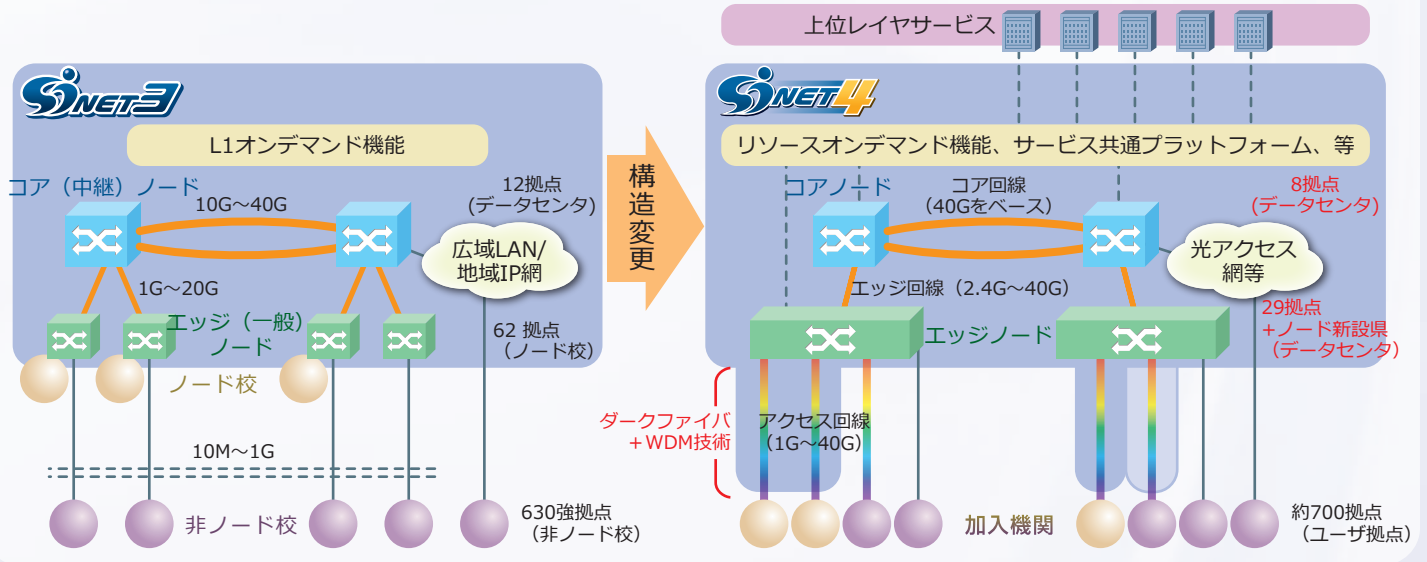 上位レイヤサービス
SINET3
L1オンデマンド機能
コア（中継）ノード
10G～40G
12拠点
（データセンタ）
広域LAN/
地域IP網
1G～20G
エッジ（一般）
ノード
62 拠点
（ノード校）
ノード校
10M～1G
非ノード校
630強拠点
（非ノード校）
構造変更
SINET4
リソースオンデマンド機能、サービス共通プラットフォーム、等
コアノード
コア回線
（40Gをベース）
8拠点
（データセンタ）
光アクセス
網等
エッジ回線（2.4G～40G）
エッジノード
29拠点
+ノード新設県
（データセンタ）
ダークファイバ
+WDM技術
アクセス回線
（1G～40G）
加入機関
約700拠点
（ユーザ拠点）